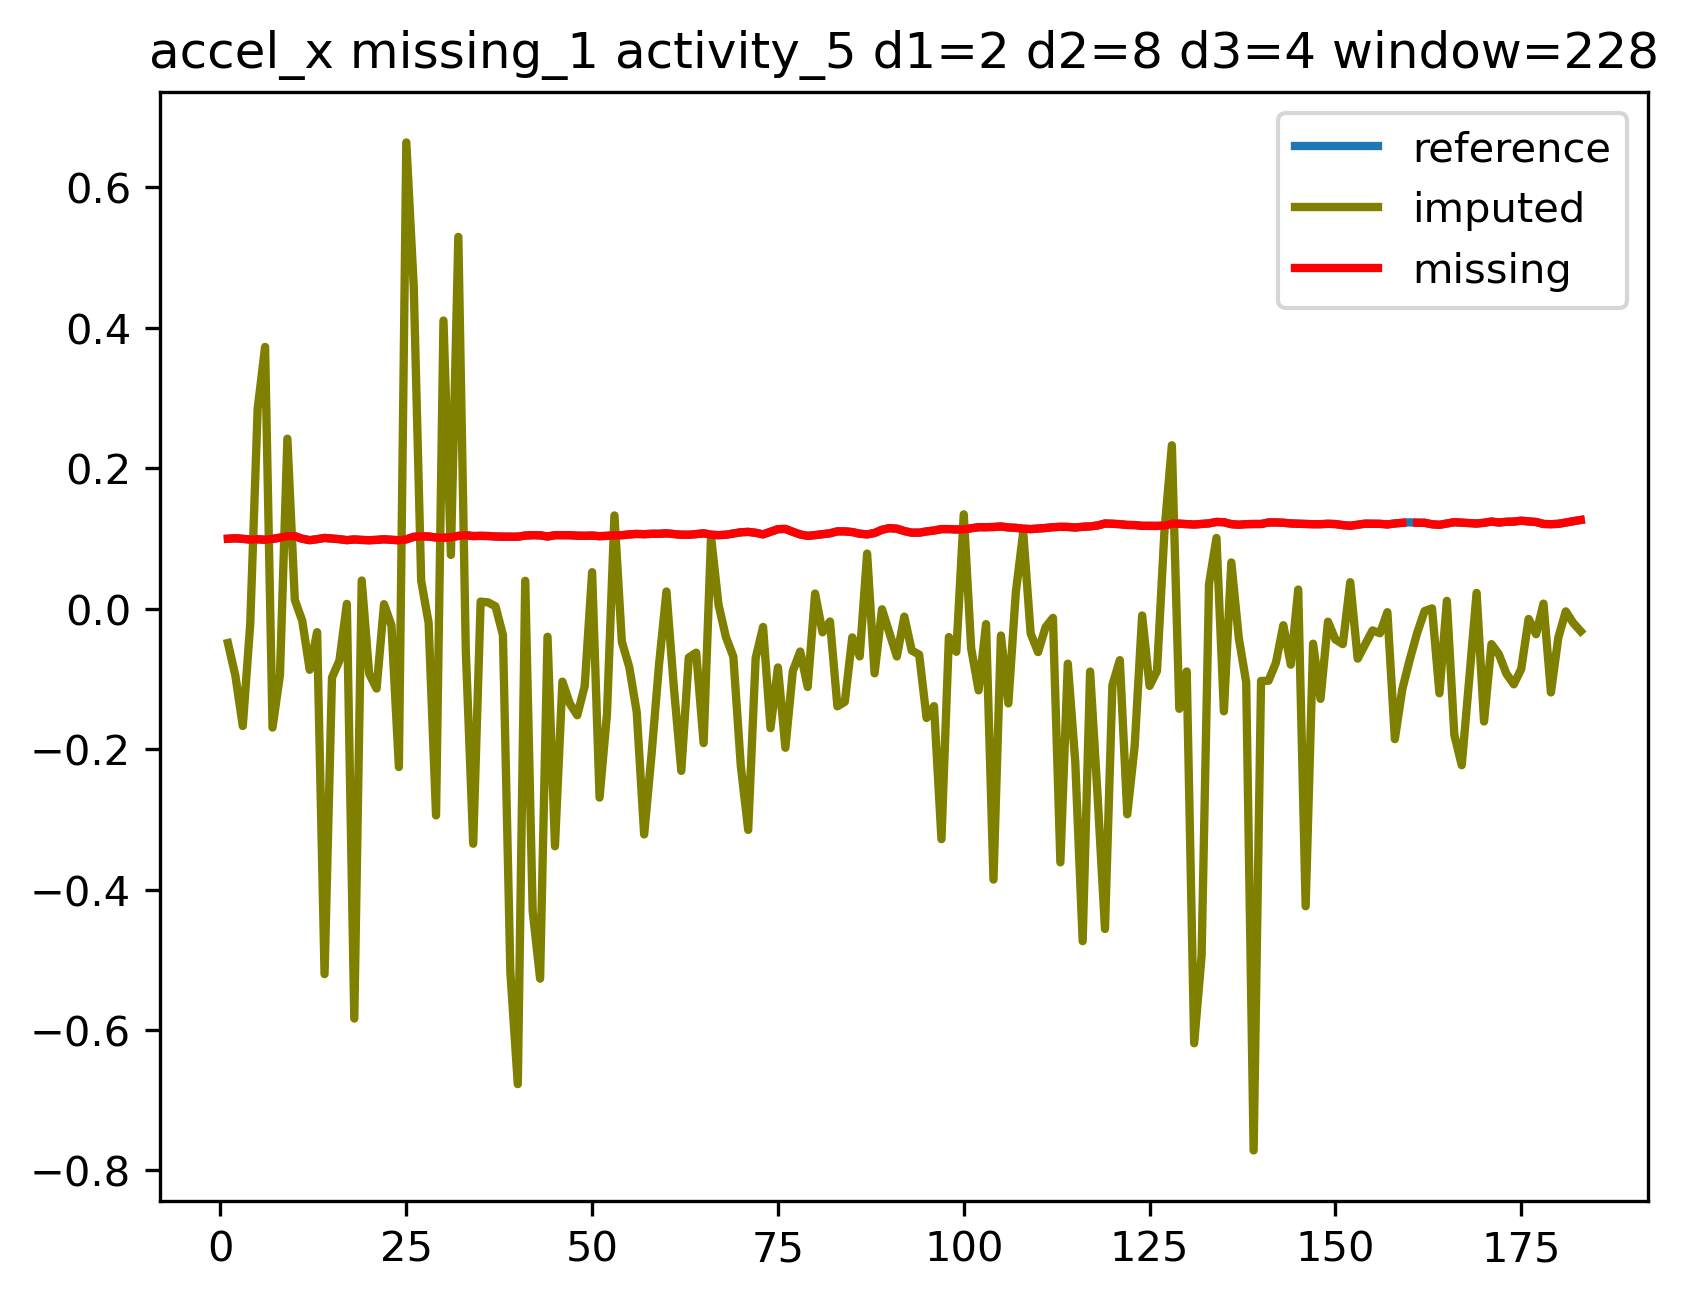 accel_x missing_1 activity_5 d1=2 d2=8 d3=4 window=228
reference
imputed
missing
0.6
0.4
0.2
0.0
−0.2
−0.4
−0.6
−0.8
0 25 50 75 100 125 150 175